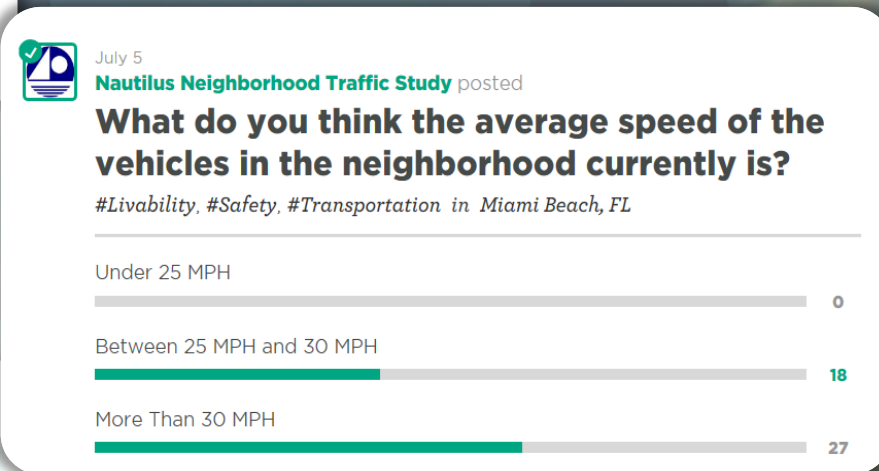 July 5
Nautilus Neighborhood Traffic Study posted
What do you think the average speed of the
vehicles in the neighborhood currently is?
#Livability, #Safety, #Transportation in Miami Beach, FL
Under 25 MPH
0
Between 25 MPH and 30 MPH
18
More Than 30 MPH
27